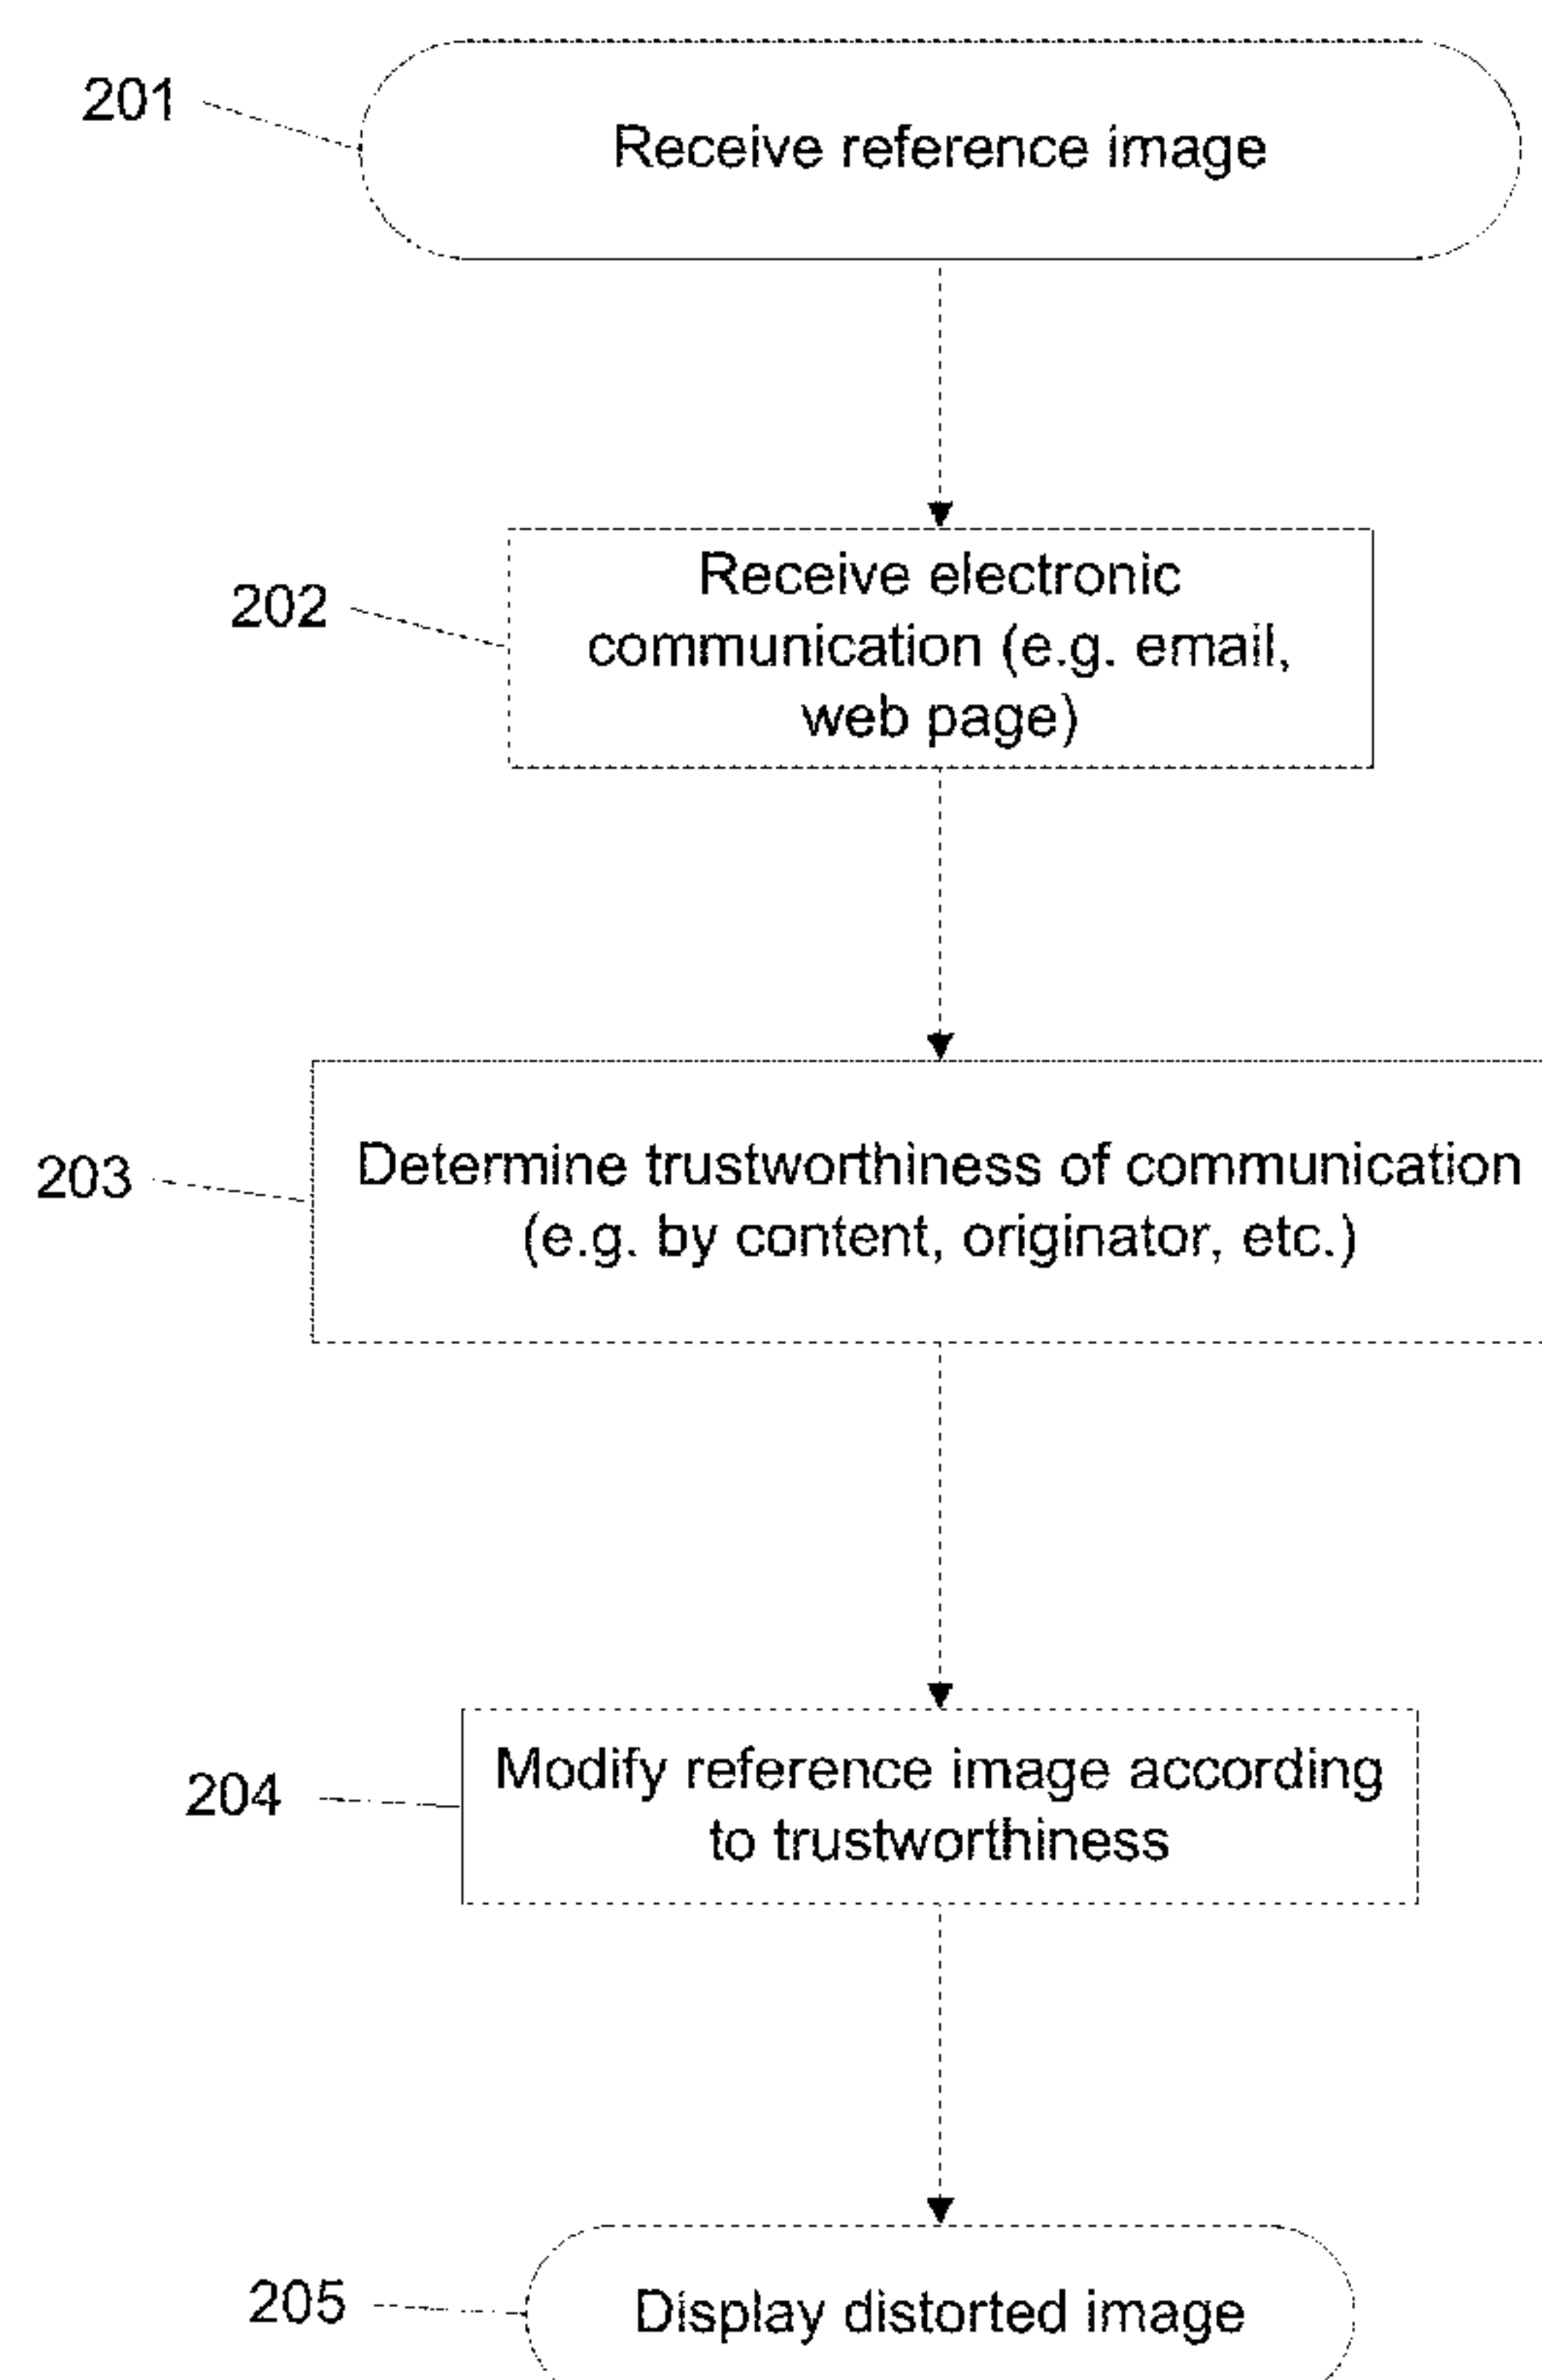 201
Receive reference image
202
Receive electronic
communication (e.g. email,
web page)
203
Determine trustworthiness of communication
(e.g. by content, originator, etc.)
204
Modify reference image according
to trustworthiness
205
Display distorted image